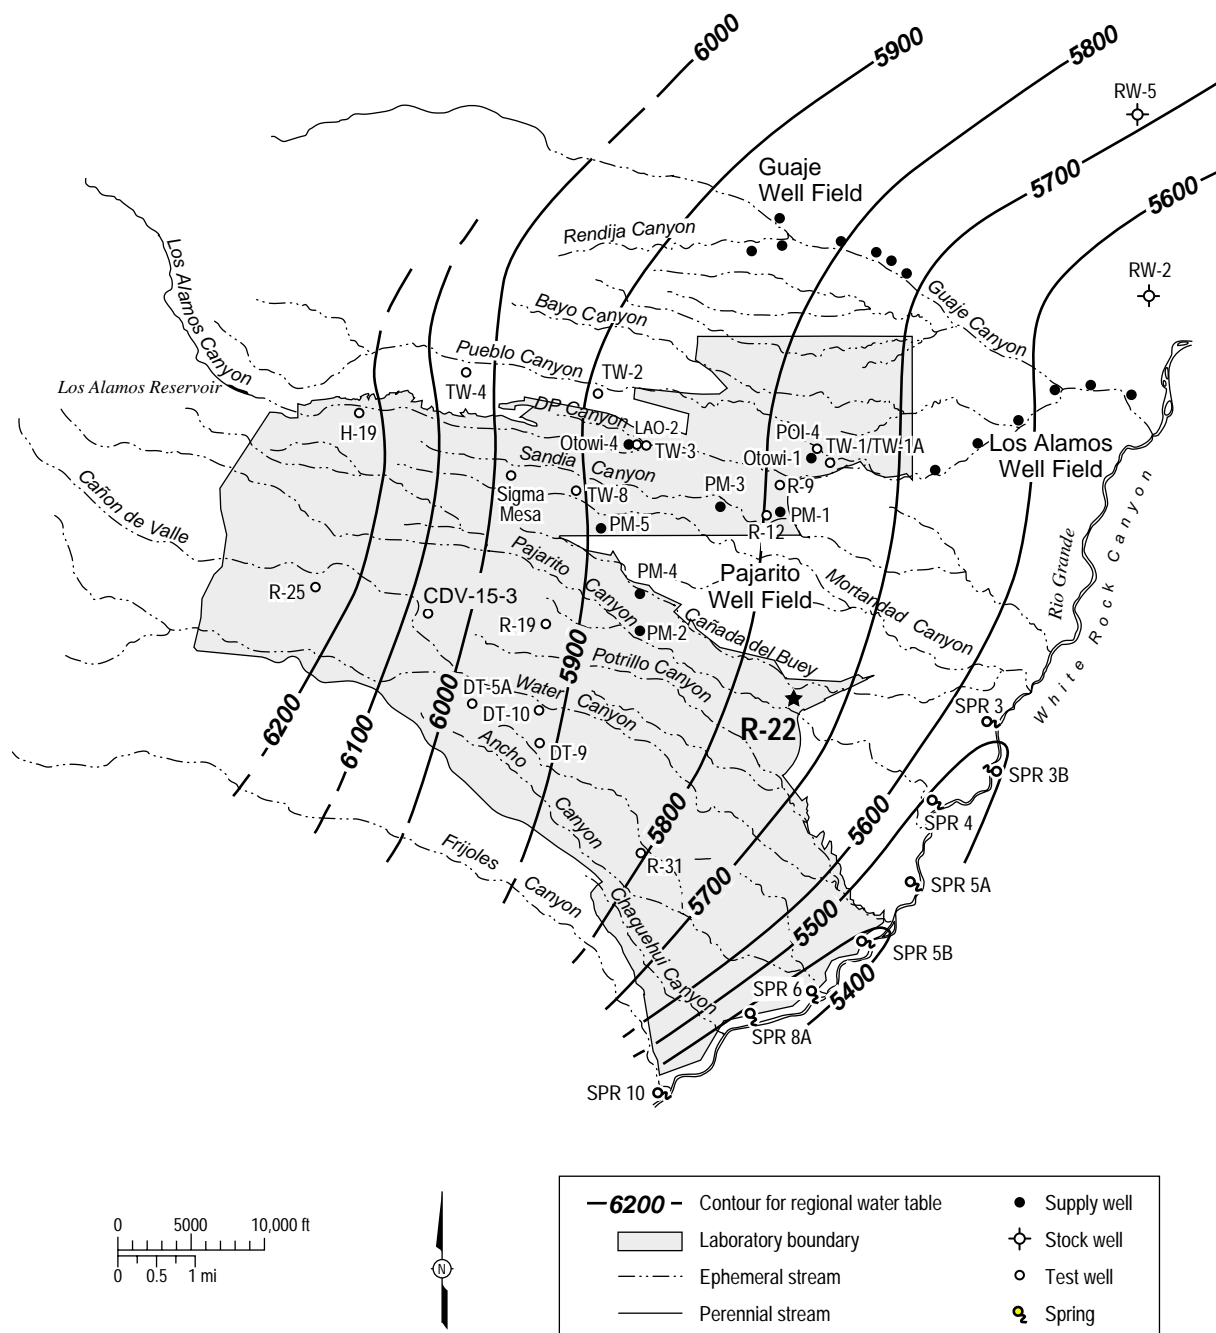 6000
5900
5800
RW-5
5700
5600
Guaje
Well Field
Rendija Canyon
Los Alamos Canyon
RW-2
Guaje Canyon
Bayo Canyon
Pueblo Canyon
TW-4
TW-2
Los Alamos Reservoir
DP Canyon
H-19
LAO-2
Otowi-4
TW-3
POI-4
TW-1/TW-1A
Otowi-1
Los Alamos
Well Field
Sandia Canyon
Sigma
Mesa
TW-8
PM-3
R-9
PM-1
R-12
PM-5
Cañon de Valle
Pajarito Canyon
PM-4
Pajarito
Well Field
Mortandad Canyon
Rio Grande
White Rock Canyon
R-25
CDV-15-3
R-19
PM-2
Cañada del Buey
5900
Potrillo Canyon
DT-5A
Water Canyon
DT-10
R-22
SPR 3
6200
6100
6000
Ancho Canyon
DT-9
SPR 3B
5800
5600
SPR 4
Frijoles Canyon
R-31
5700
SPR 5A
Chaquehui Canyon
5500
SPR 5B
SPR 6
5400
SPR 8A
SPR 10
0 5000 10,000 ft
0 0.5 1 mi
N
6200 Contour for regional water table
Laboratory boundary
Ephemeral stream
Perennial stream
Supply well
Stock well
Test well
Spring